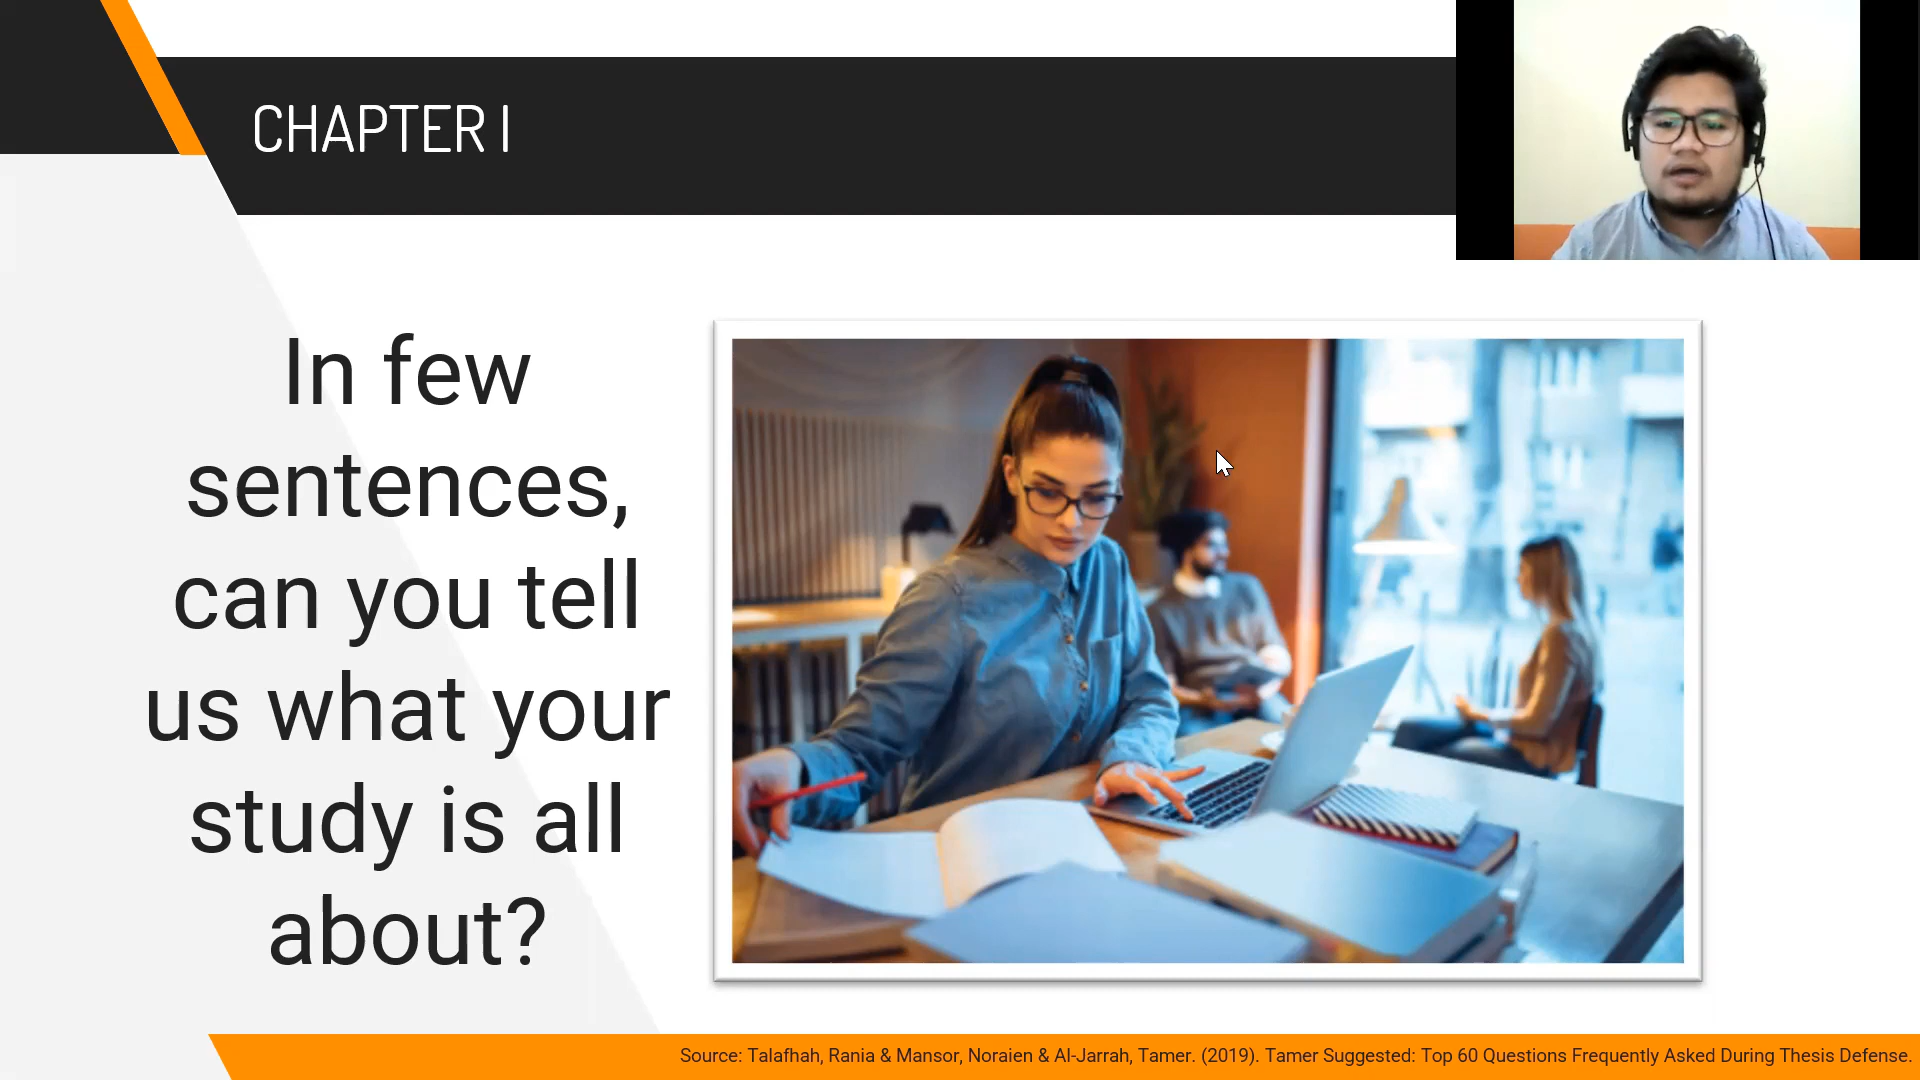 CHAPTER I
In few
sentences,
can you tell
us what your
study is all
about?
Source: Talafhah, Rania & Mansor, Noraien & Al-Jarrah, Tamer. (2019). Tamer Suggested: Top 60 Questions Frequently Asked During Thesis Defense.